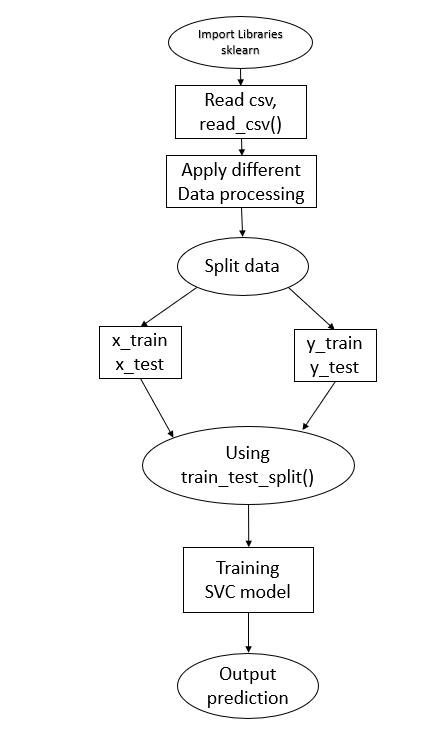 Import Libraries
sklearn
Read csv,
read_csv()
Apply different
Data processing
Split data
x_train
x_test
y_train
y_test
Using
train_test_split()
Training
SVC model
Output
prediction